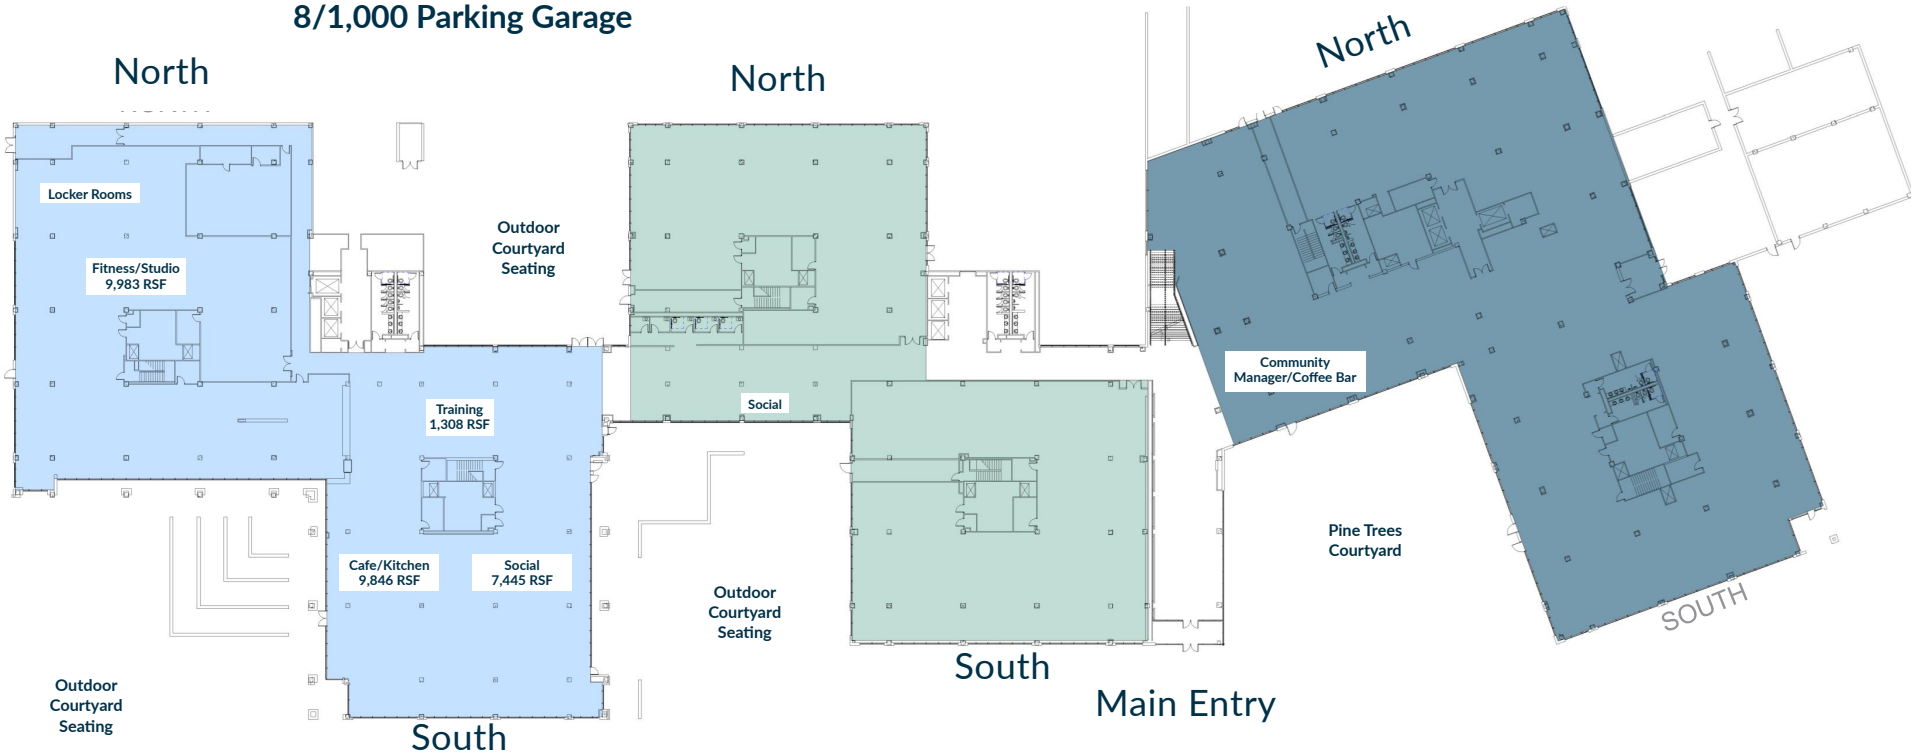 8/1,000 Parking Garage
North
North
North
Locker Rooms
Fitness/Studio
9,983 RSF
Outdoor
Courtyard
Seating
Training
1,308 RSF
Social
Community
Manager/Coffee Bar
Cafe/Kitchen
9,846 RSF
Social
7,445 RSF
Outdoor
Courtyard
Seating
Pine Trees
Courtyard
SOUTH
Outdoor
Courtyard
Seating
South
South
Main Entry